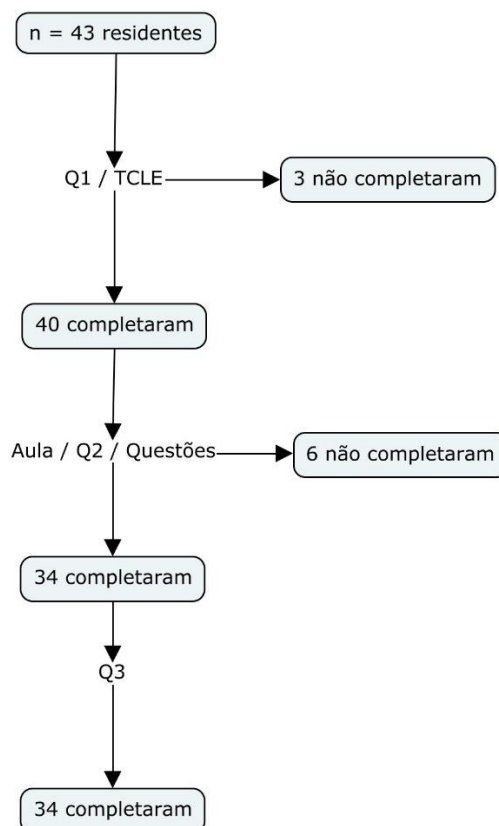 n = 43 residentes
Q1 / TCLE
3 não completaram
40 completaram
Aula / Q2 / Questões
6 não completaram
34 completaram
Q3
34 completaram